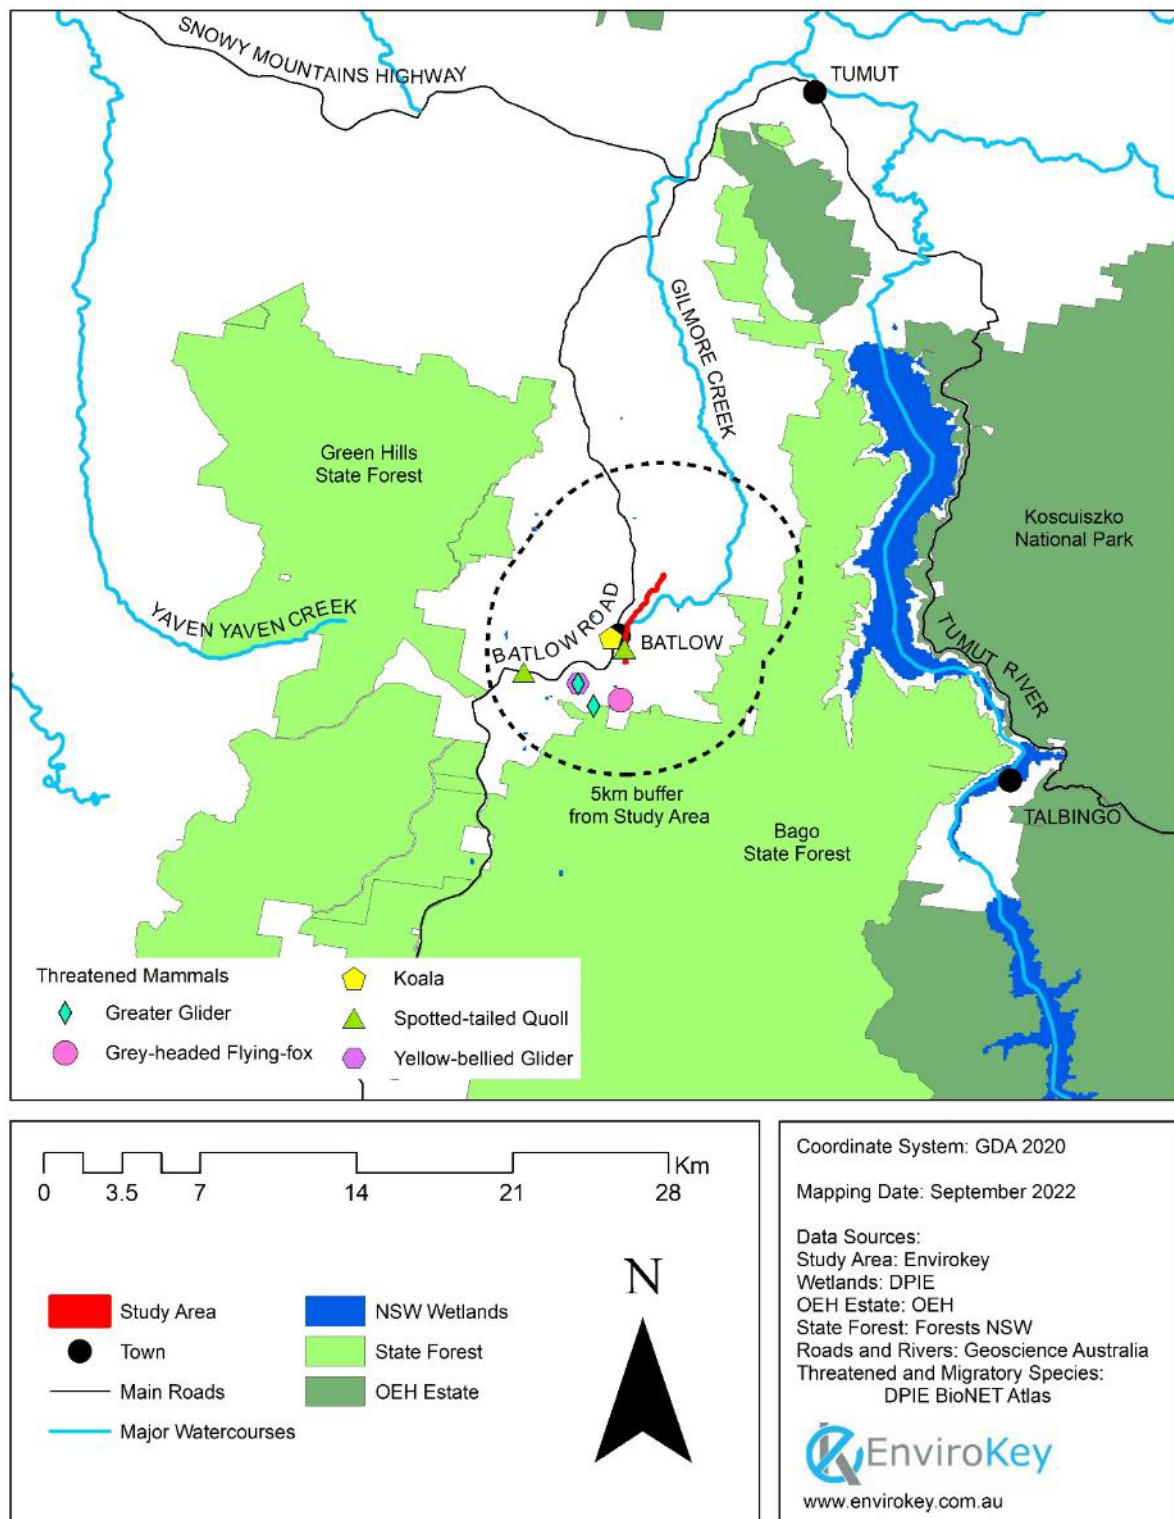 SNOWY MOUNTAINS HIGHWAY
TUMUT
GILMORE CREEK
Green Hills
State Forest
Koscuiszko
National Park
YAVEN YAVEN CREEK
BATLOW ROAD
BATLOW
TUMUT RIVER
5km buffer
from Study Area
Bago
State Forest
TALBINGO
Threatened Mammals
Greater Glider
Grey-headed Flying-fox
Koala
Spotted-tailed Quoll
Yellow-bellied Glider
Km
0 3.5 7 14 21 28
Study Area
Town
Main Roads
Major Watercourses
NSW Wetlands
State Forest
OEH Estate
N
Coordinate System: GDA 2020
Mapping Date: September 2022
Data Sources:
Study Area: Envirokey
Wetlands: DPIE
OEH Estate: OEH
State Forest: Forests NSW
Roads and Rivers: Geoscience Australia
Threatened and Migratory Species:
DPIE BioNET Atlas
EnviroKey
www.envirokey.com.au